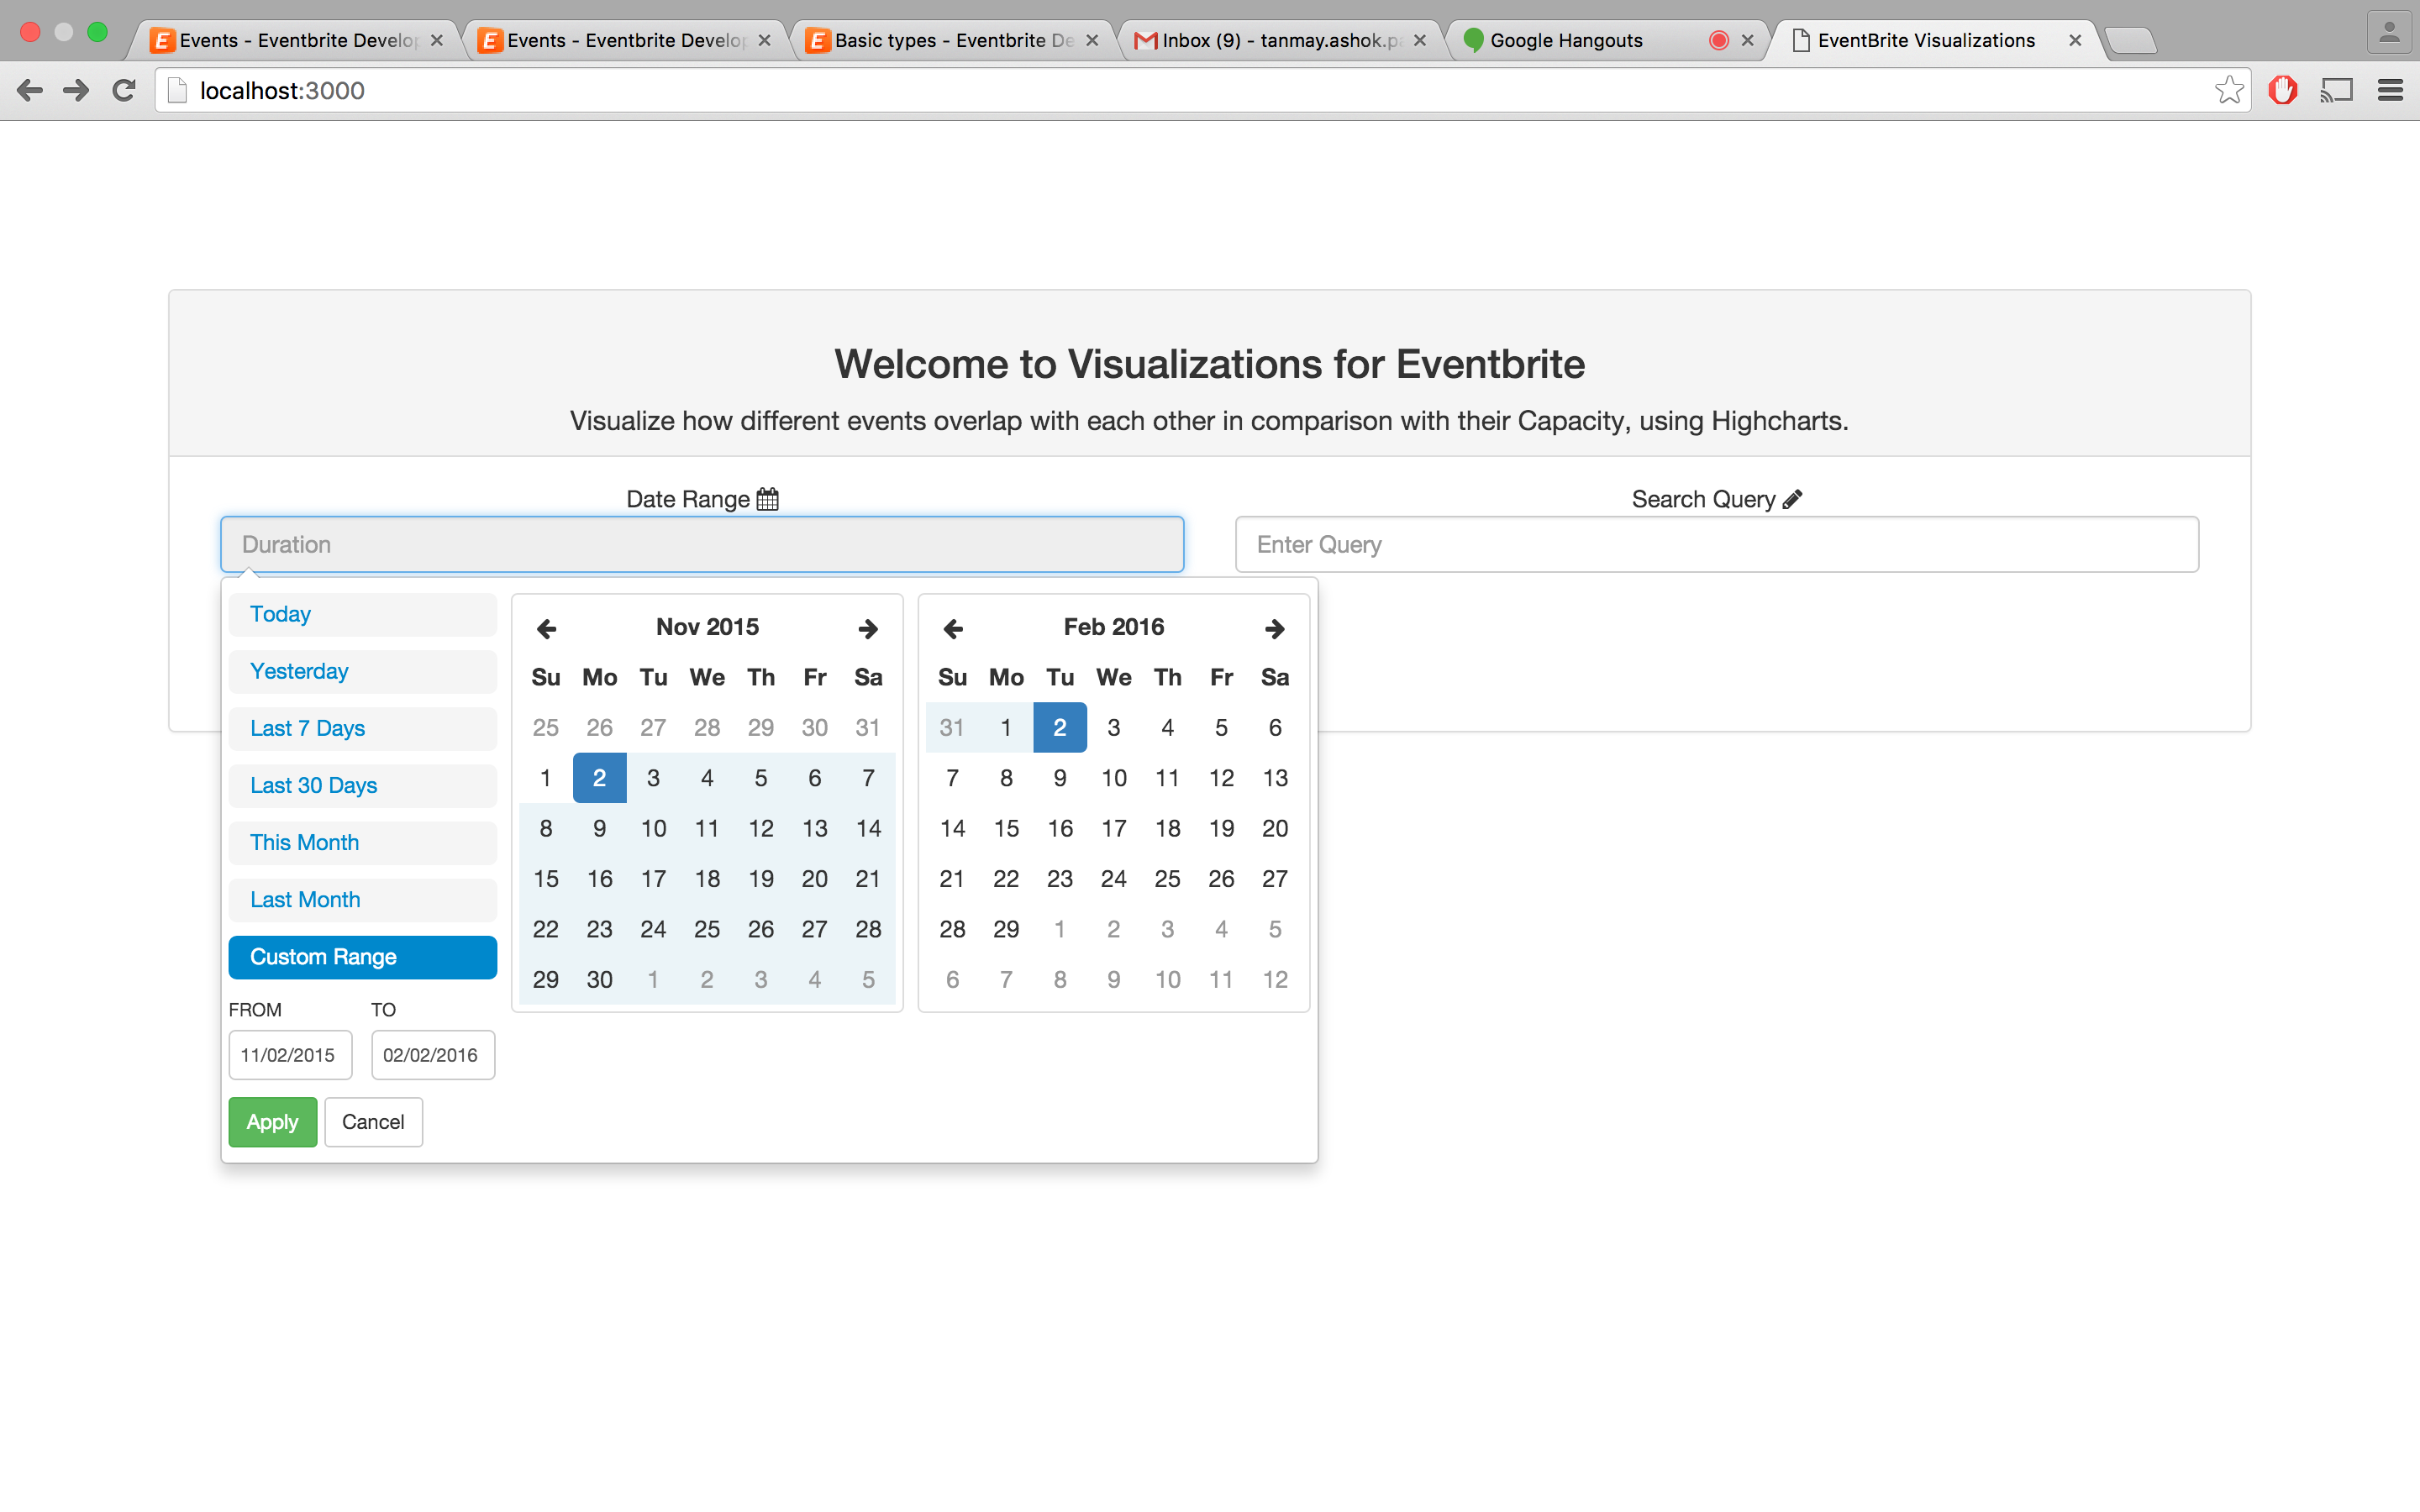 Events - Eventbrite Develop
Events - Eventbrite Develop
Basic types - Eventbrite De
Inbox (9) - tanmay.ashok.pa
Google Hangouts
EventBrite Visualizations
localhost:3000
Welcome to Visualizations for Eventbrite
Visualize how different events overlap with each other in comparison with their Capacity, using Highcharts.
Date Range
Search Query
Duration
Enter Query
Today
Yesterday
Last 7 Days
Last 30 Days
This Month
Last Month
Custom Range
FROM TO
11/02/2015 02/02/2016
Apply Cancel
Nov 2015
Su Mo Tu We Th Fr Sa
25 26 27 28 29 30 31
1 2 3 4 5 6 7
8 9 10 11 12 13 14
15 16 17 18 19 20 21
22 23 24 25 26 27 28
29 30 1 2 3 4 5
Feb 2016
Su Mo Tu We Th Fr Sa
31 1 2 3 4 5 6
7 8 9 10 11 12 13
14 15 16 17 18 19 20
21 22 23 24 25 26 27
28 29 1 2 3 4 5
6 7 8 9 10 11 12